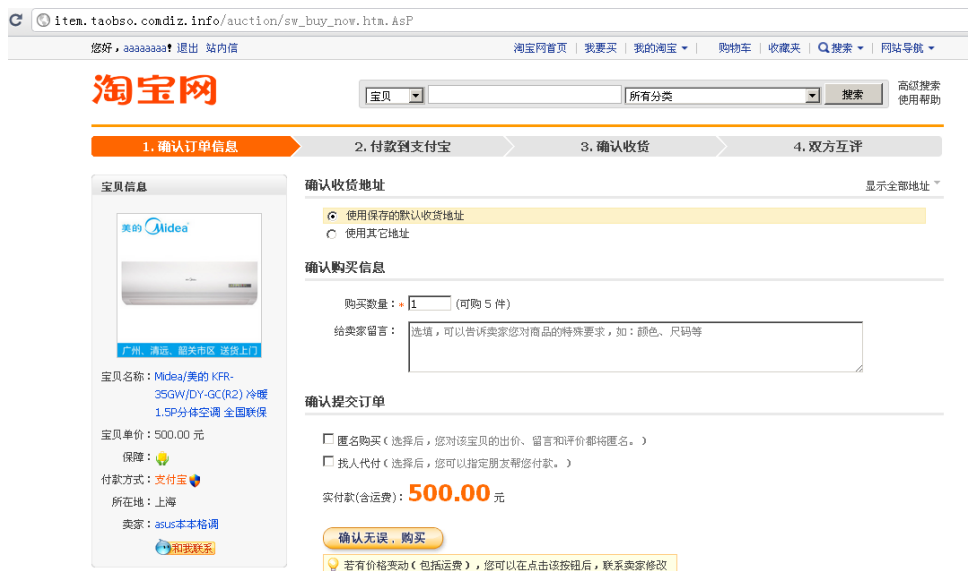 item.taobso.comdiz.info/auction/sw_buy_now.htm.AsP
您好，aaaaaaaa! 退出 站内信
淘宝网首页 | 我要买 | 我的淘宝 | 购物车 | 收藏夹 | 搜索 | 网站导航
淘宝网
宝贝 所有分类 搜索
高级搜索
使用帮助
1.确认订单信息 2.付款到支付宝 3.确认收货 4.双方互评
宝贝信息
美的 Midea
广州、清远、韶关市区 送货上门
宝贝名称：Midea/美的 KFR-
35GW/DY-GC(R2) 冷暖
1.5P分体空调 全国联保
宝贝单价：500.00 元
保障：
付款方式：支付宝
所在地：上海
卖家：asus本本格调
和我联系
确认收货地址 显示全部地址
使用保存的默认收货地址
使用其它地址
确认购买信息
购买数量：* 1 (可购 5 件)
给卖家留言： 选填，可以告诉卖家您对商品的特殊要求，如：颜色、尺码等
确认提交订单
匿名购买（选择后，您对该宝贝的出价、留言和评价都将匿名。）
找人代付（选择后，您可以指定朋友帮您付款。）
实付款(含运费)：500.00 元
确认无误，购买
若有价格变动（包括运费），您可以在点击该按钮后，联系卖家修改